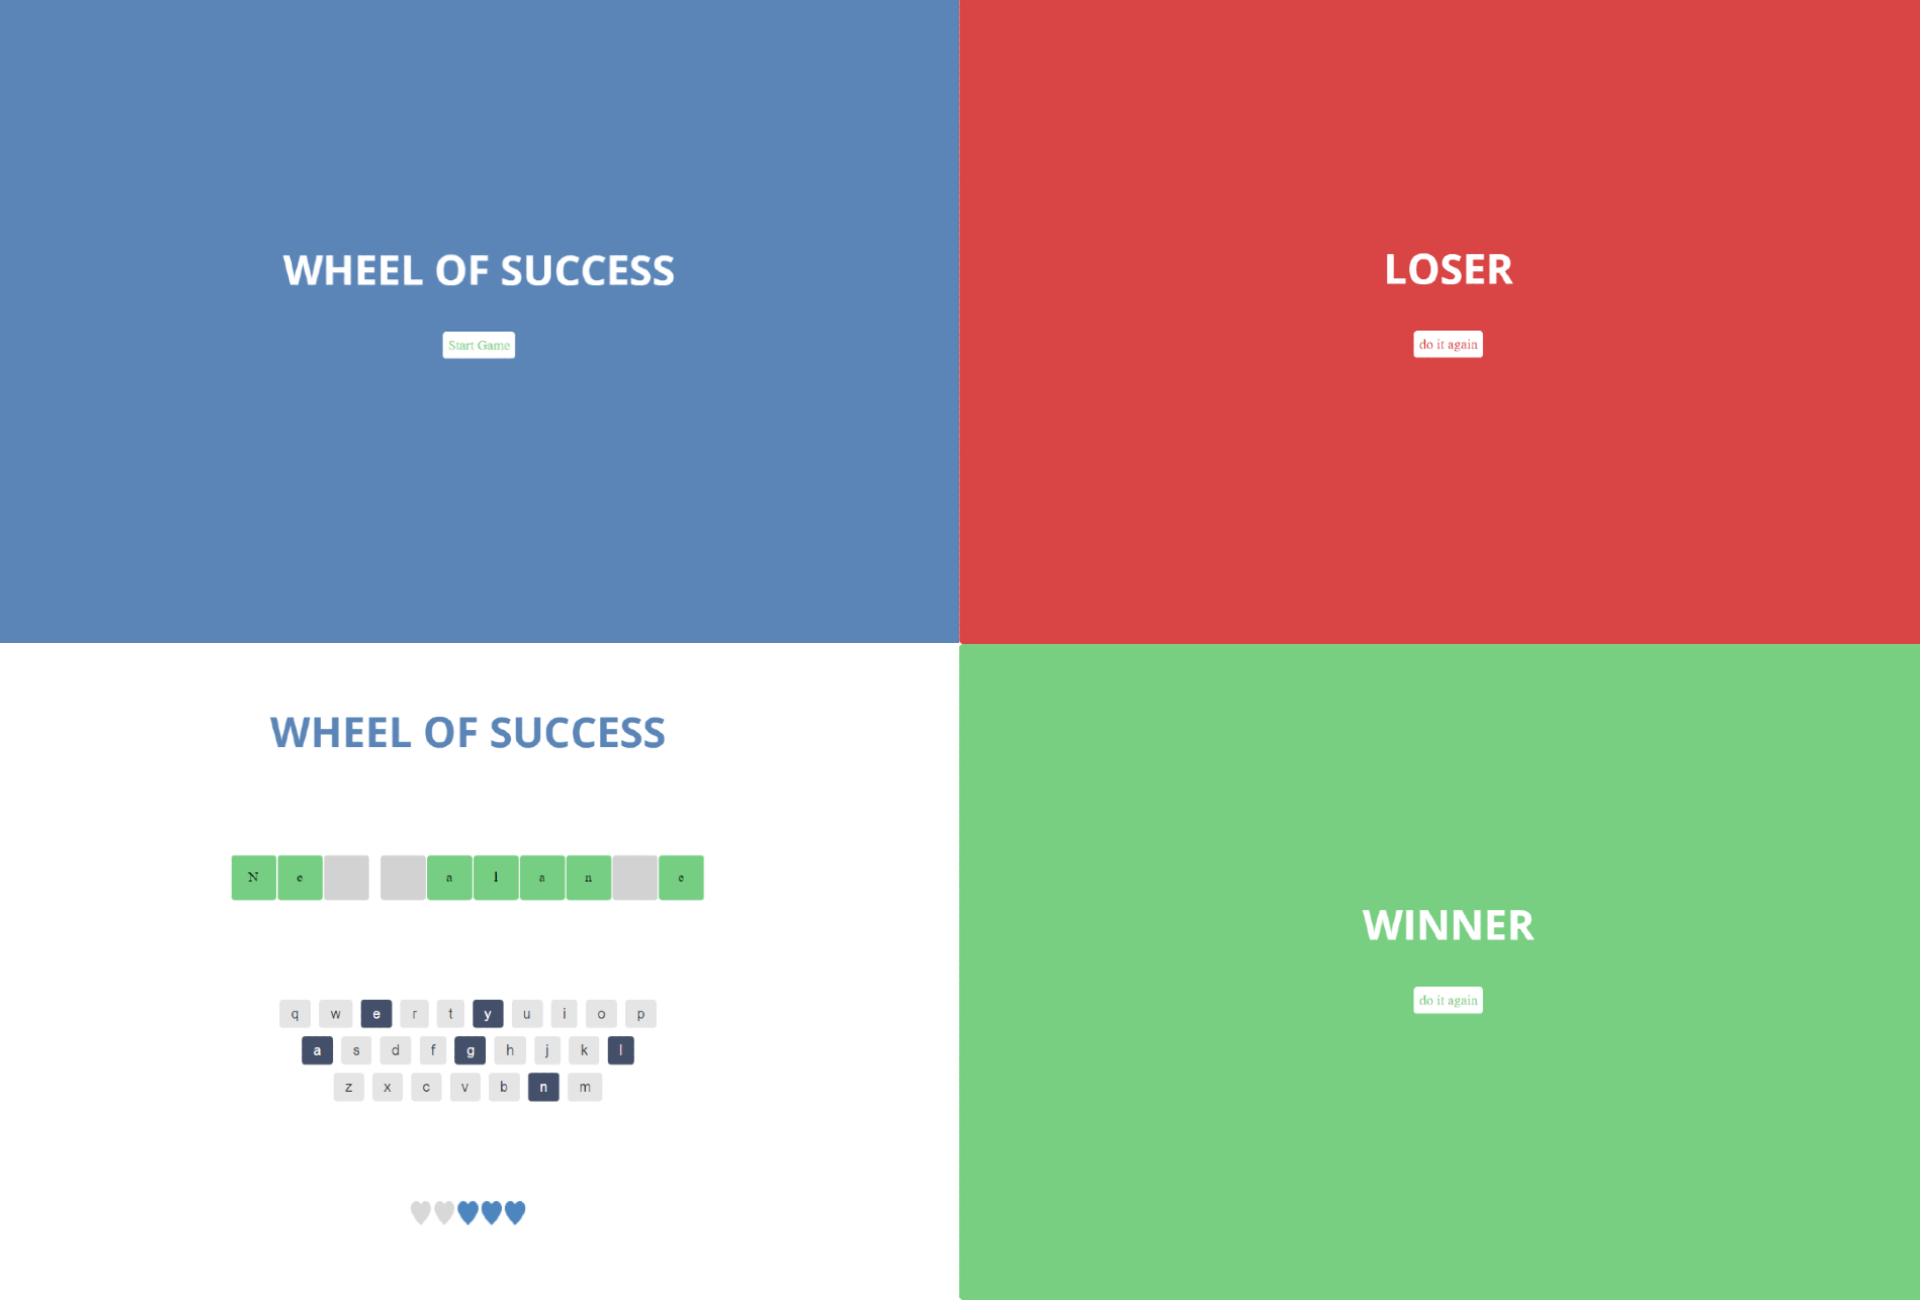 WHEEL OF SUCCESS
Start Game
LOSER
do it again
WHEEL OF SUCCESS
N e a l a n e
q w e r t y u i o p
a s d f g h j k l
z x c v b n m
WINNER
do it again